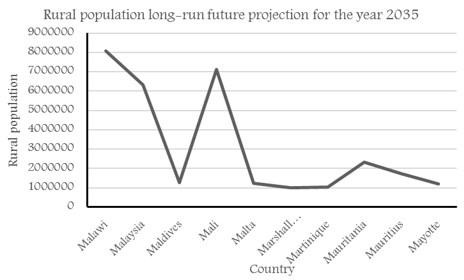 Rural population long-run future projection for the year 2035
9000000
8000000
7000000
6000000
5000000
4000000
3000000
2000000
1000000
0
Rural population
Malawi
Malaysia
Maldives
Mali
Malta
Marshall...
Martinique
Mauritania
Mauritius
Mayotte
Country